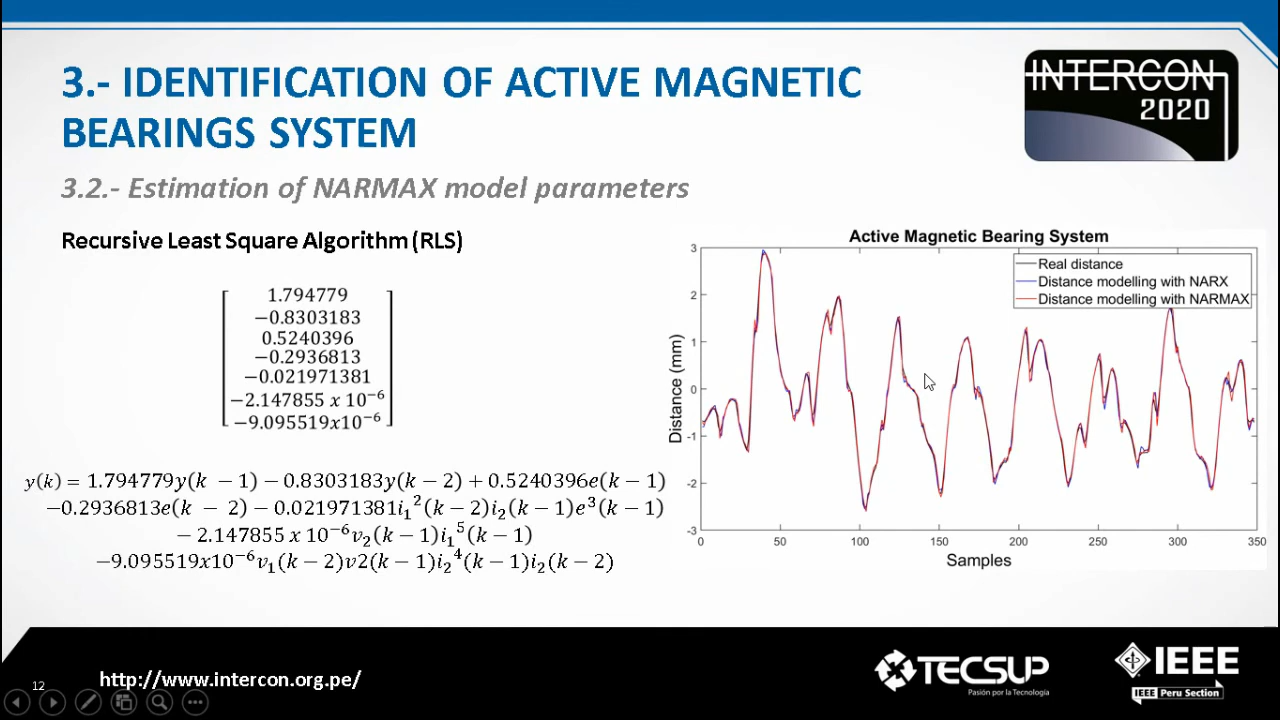 3.- IDENTIFICATION OF ACTIVE MAGNETIC
BEARINGS SYSTEM
INTERCON
2020
3.2.- Estimation of NARMAX model parameters
Recursive Least Square Algorithm (RLS)
1.794779
−0.8303183
0.5240396
−0.2936813
−0.021971381
−2.147855 x 10⁻⁶
−9.095519x10⁻⁶
y(k) = 1.794779y(k − 1) − 0.8303183y(k − 2) + 0.5240396e(k − 1)
−0.2936813e(k − 2) − 0.021971381i₁²(k − 2)i₂(k − 1)e³(k − 1)
− 2.147855 x 10⁻⁶v₂(k − 1)i₁⁵(k − 1)
−9.095519x10⁻⁶v₁(k − 2)v2(k − 1)i₂⁴(k − 1)i₂(k − 2)
Active Magnetic Bearing System
Real distance
Distance modelling with NARX
Distance modelling with NARMAX
Distance (mm)
3
2
1
0
-1
-2
-3
0 50 100 150 200 250 300 350
Samples
12
http://www.intercon.org.pe/
TECSUP
Pasión por la Tecnología
IEEE
IEEE Peru Section